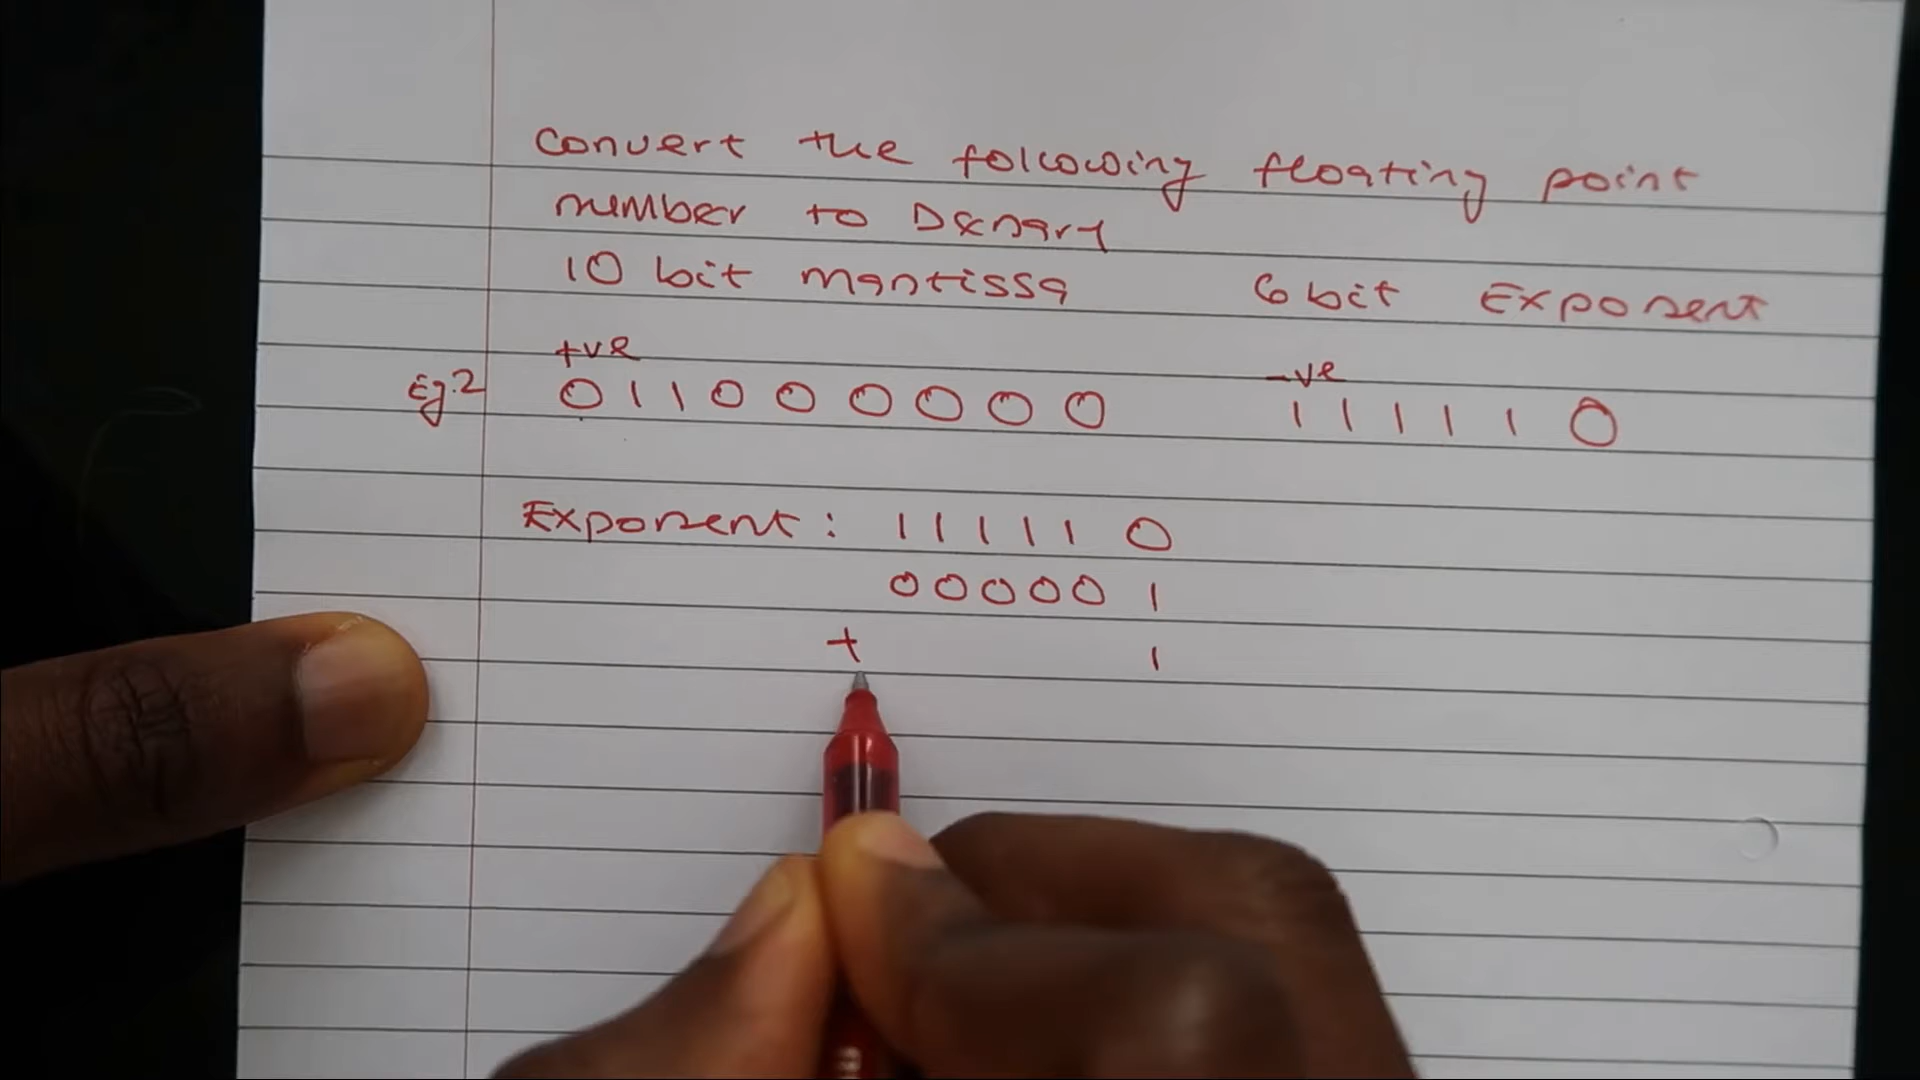 Convert the following floating point
number to Denary
10 bit mantissa 6 bit Exponent
+ve -ve
Eg.2 011000000 111110
Exponent: 111110
000001
+ 1